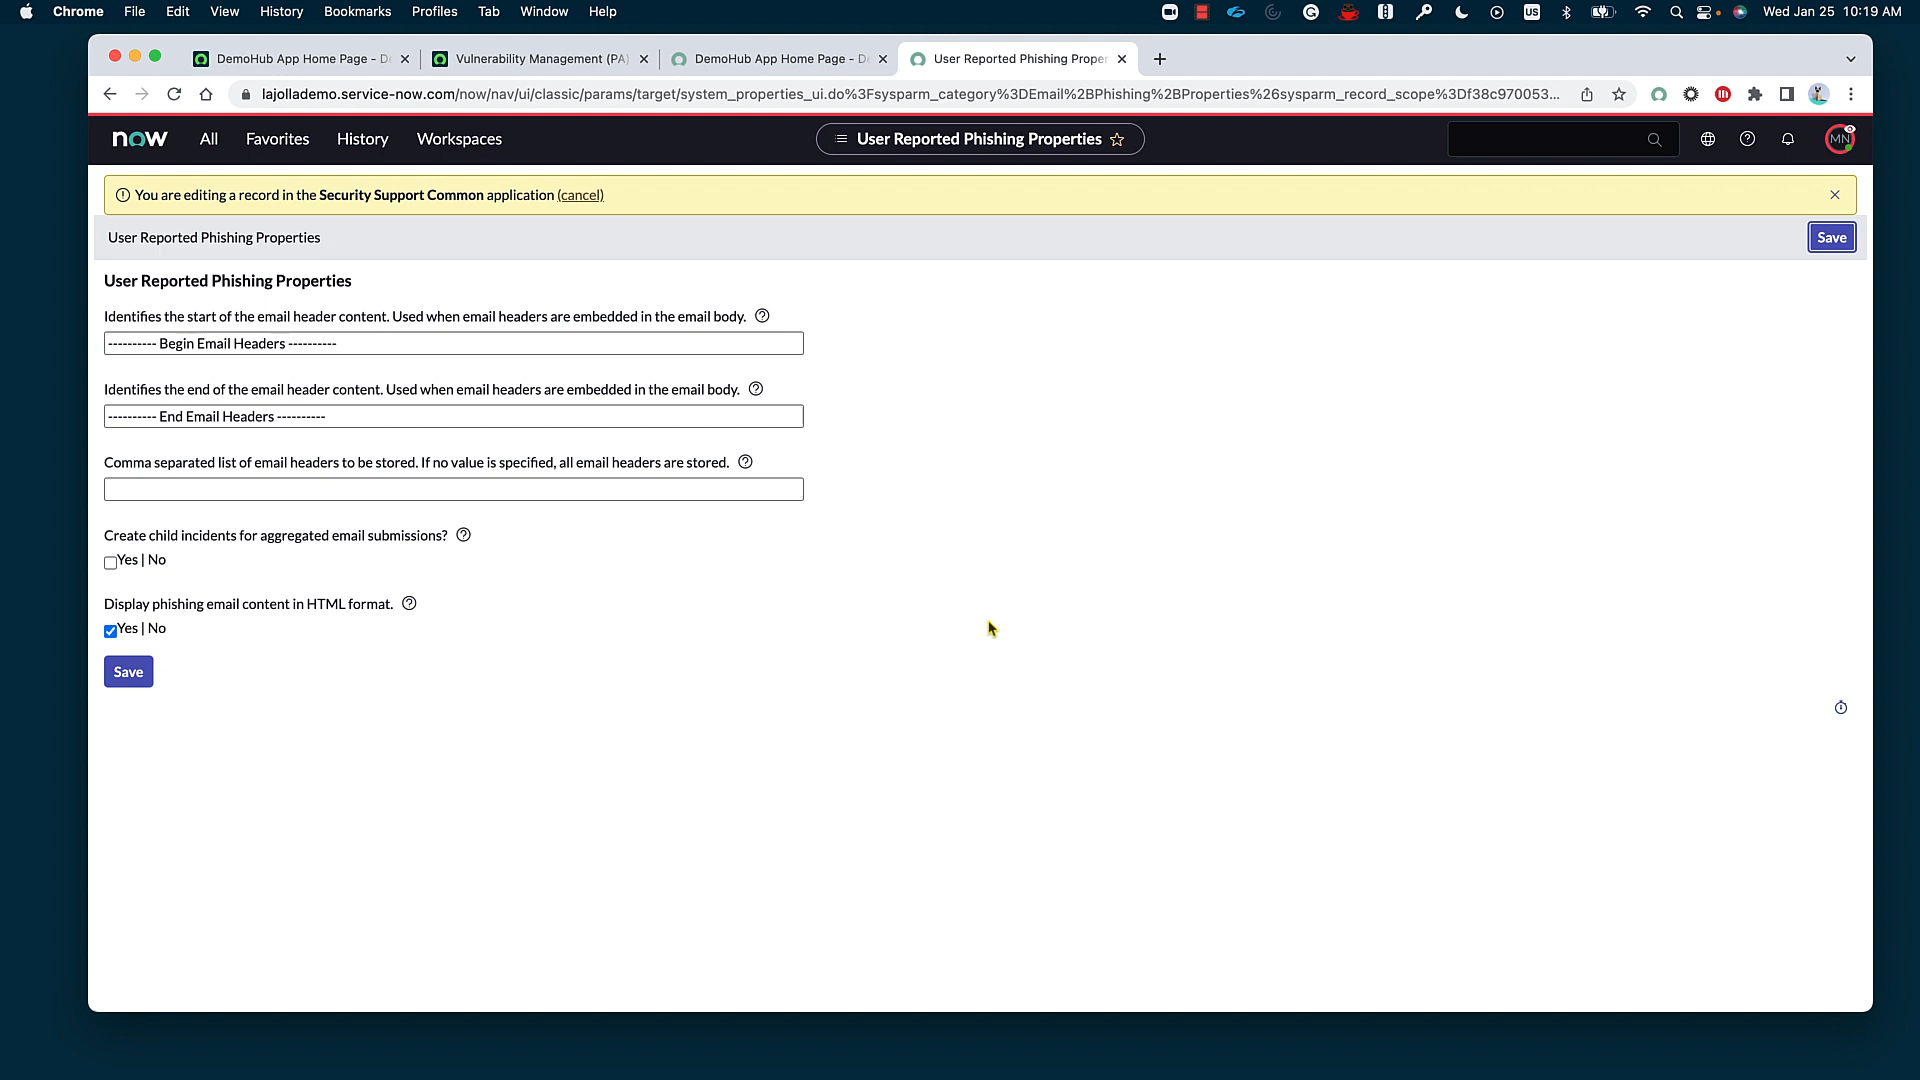 Chrome File Edit View History Bookmarks Profiles Tab Window Help US Wed Jan 25 10:19 AM
DemoHub App Home Page - D Vulnerability Management (PA) DemoHub App Home Page - D User Reported Phishing Proper
lajollademo.service-now.com/now/nav/ui/classic/params/target/system_properties_ui.do%3Fsysparm_category%3DEmail%2BPhishing%2BProperties%26sysparm_record_scope%3Df38c970053...
now All Favorites History Workspaces User Reported Phishing Properties MN
You are editing a record in the Security Support Common application (cancel)
User Reported Phishing Properties Save
User Reported Phishing Properties
Identifies the start of the email header content. Used when email headers are embedded in the email body.
---------- Begin Email Headers ----------
Identifies the end of the email header content. Used when email headers are embedded in the email body.
---------- End Email Headers ----------
Comma separated list of email headers to be stored. If no value is specified, all email headers are stored.
Create child incidents for aggregated email submissions?
Yes | No
Display phishing email content in HTML format.
Yes | No
Save